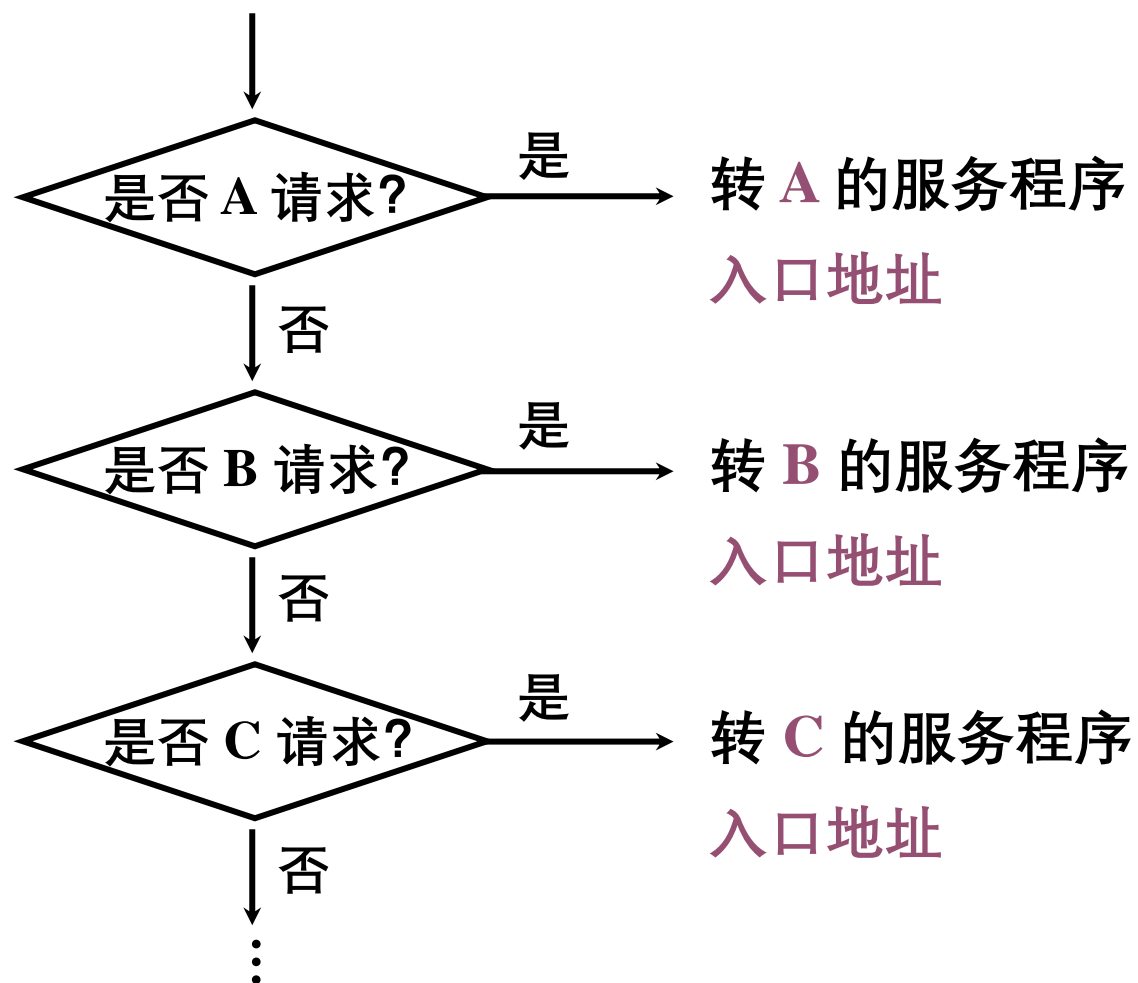 是
是否 A 请求？
转 A 的服务程序
入口地址
否
是
是否 B 请求？
转 B 的服务程序
入口地址
否
是
是否 C 请求？
转 C 的服务程序
入口地址
否
⋮